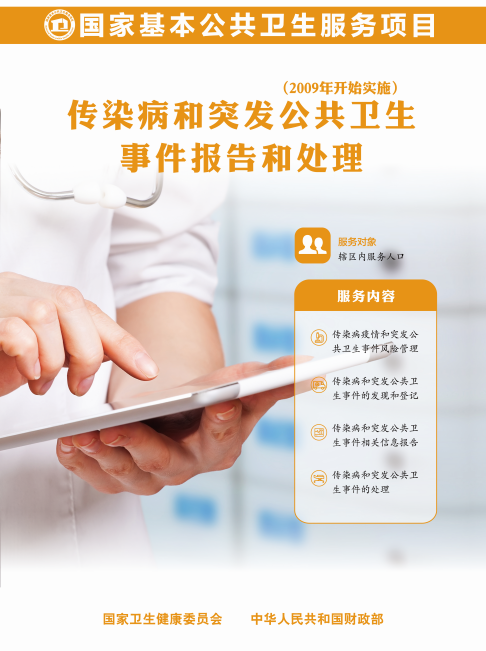 国家基本公共卫生服务项目
（2009年开始实施）
传染病和突发公共卫生
事件报告和处理
服务对象
辖区内服务人口
服务内容
传染病疫情和突发公
共卫生事件风险管理
传染病和突发公共卫
生事件的发现和登记
传染病和突发公共卫
生事件相关信息报告
传染病和突发公共卫
生事件的处理
国家卫生健康委员会 中华人民共和国财政部